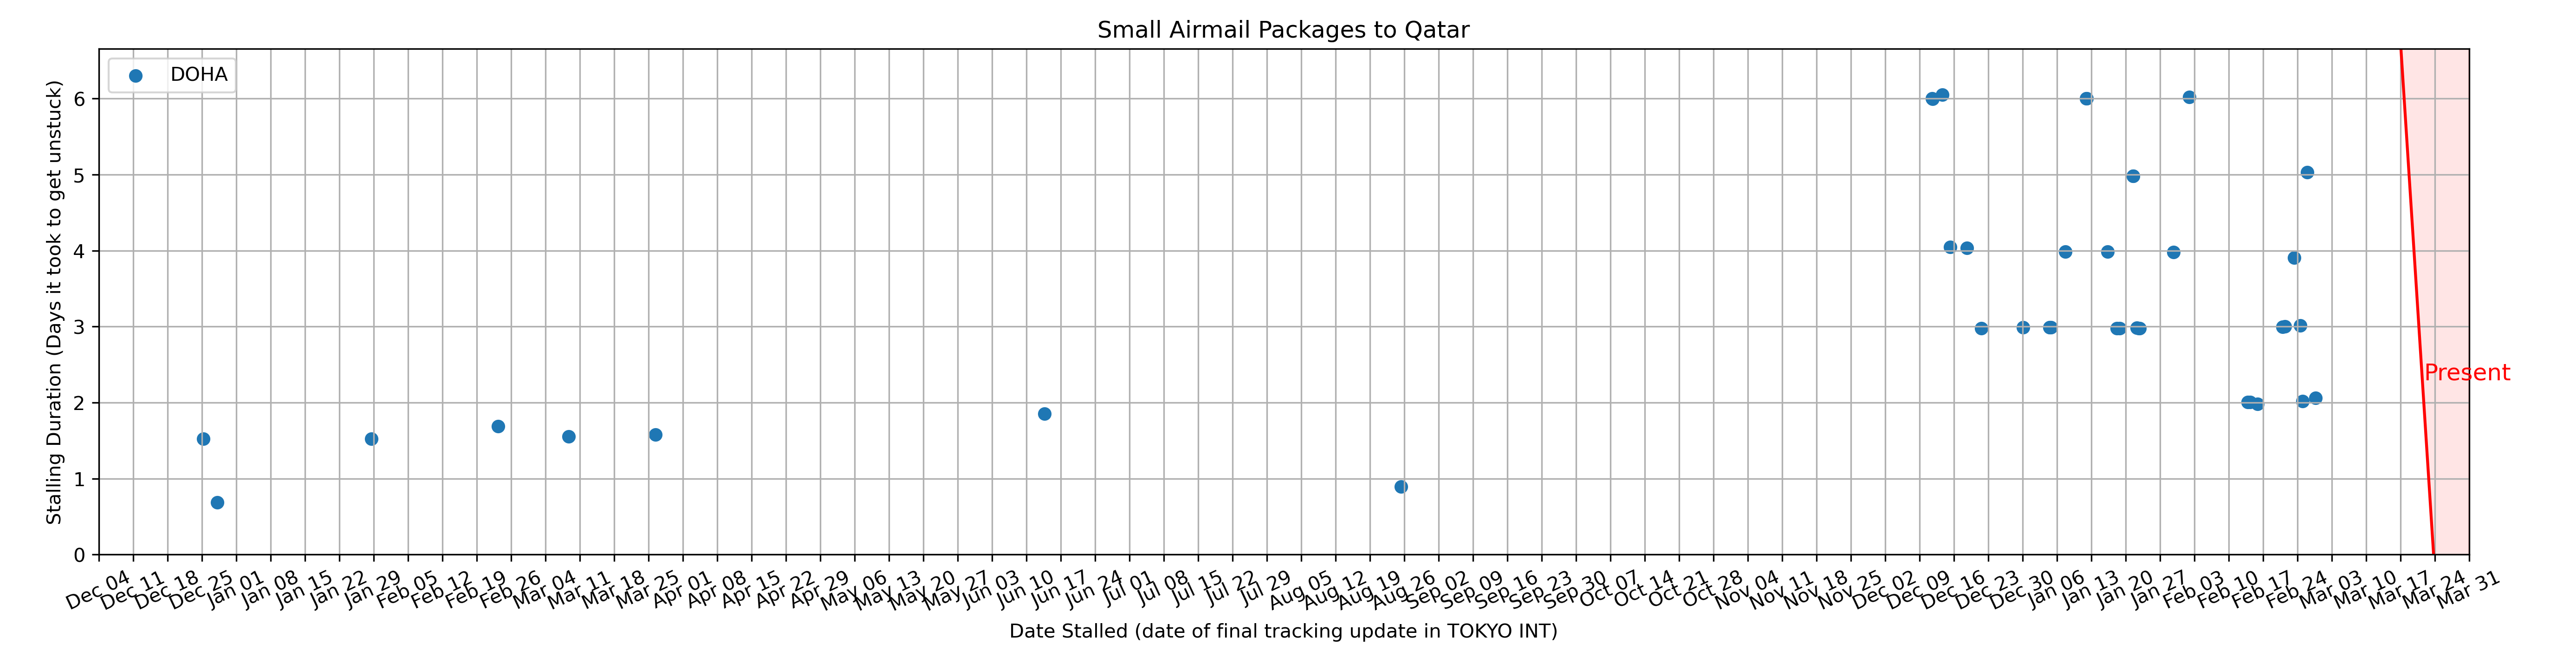 Small Airmail Packages to Qatar
DOHA
Stalling Duration (Days it took to get unstuck)
6
5
4
3
2
1
0
Present
Dec 04
Dec 11
Dec 18
Dec 25
Jan 01
Jan 08
Jan 15
Jan 22
Jan 29
Feb 05
Feb 12
Feb 19
Feb 26
Mar 04
Mar 11
Mar 18
Mar 25
Apr 01
Apr 08
Apr 15
Apr 22
Apr 29
May 06
May 13
May 20
May 27
Jun 03
Jun 10
Jun 17
Jun 24
Jul 01
Jul 08
Jul 15
Jul 22
Jul 29
Aug 05
Aug 12
Aug 19
Aug 26
Sep 02
Sep 09
Sep 16
Sep 23
Sep 30
Oct 07
Oct 14
Oct 21
Oct 28
Nov 04
Nov 11
Nov 18
Nov 25
Dec 02
Dec 09
Dec 16
Dec 23
Dec 30
Jan 06
Jan 13
Jan 20
Jan 27
Feb 03
Feb 10
Feb 17
Feb 24
Mar 03
Mar 10
Mar 17
Mar 24
Mar 31
Date Stalled (date of final tracking update in TOKYO INT)